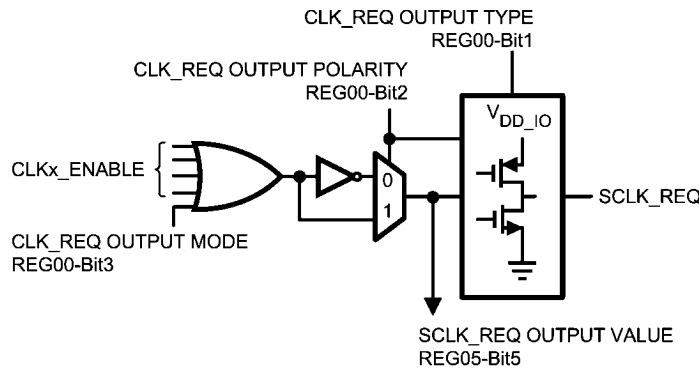 CLK_REQ OUTPUT TYPE
REG00-Bit1
CLK_REQ OUTPUT POLARITY
REG00-Bit2
VDD_IO
CLKx_ENABLE
0
1
SCLK_REQ
CLK_REQ OUTPUT MODE
REG00-Bit3
SCLK_REQ OUTPUT VALUE
REG05-Bit5